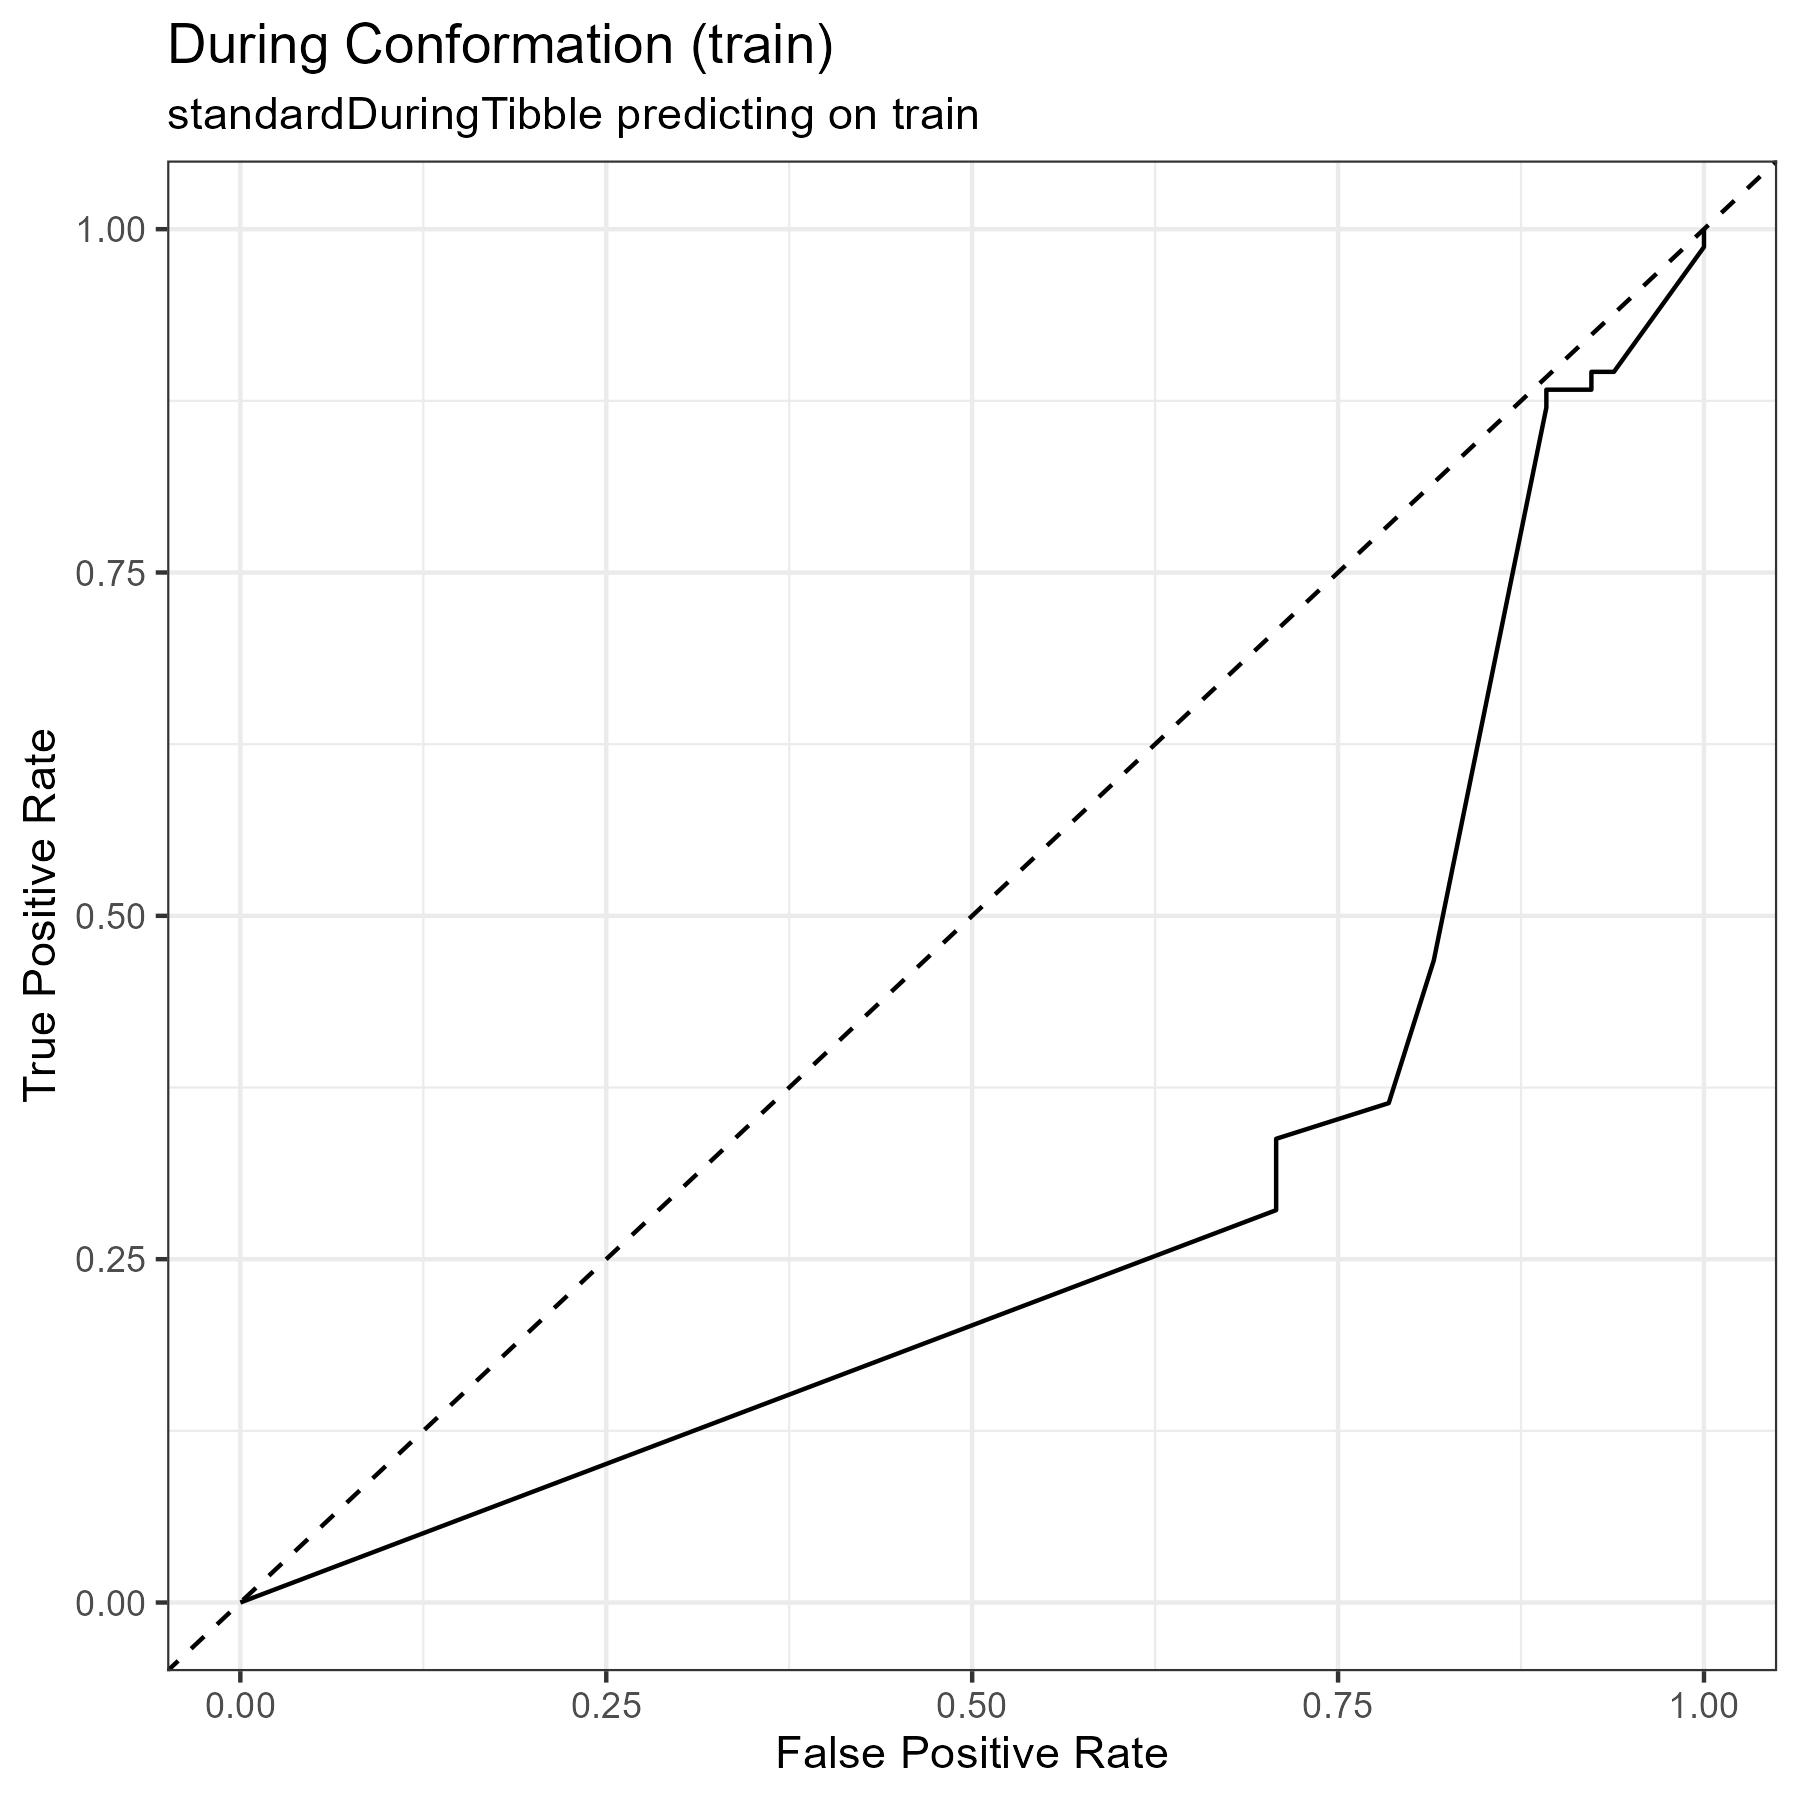 During Conformation (train)
standardDuringTibble predicting on train
True Positive Rate
1.00
0.75
0.50
0.25
0.00
0.00 0.25 0.50 0.75 1.00
False Positive Rate